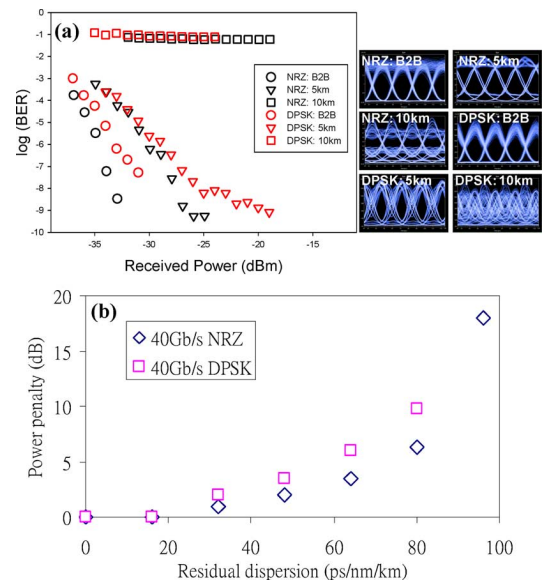 (a)
log (BER)
1
-1
-3
-4
-5
-6
-7
-8
-9
-10
-35
-30
-25
-20
-15
Received Power (dBm)
NRZ: B2B
NRZ: 5km
NRZ: 10km
DPSK: B2B
DPSK: 5km
DPSK: 10km
NRZ: B2B
NRZ: 5km
NRZ: 10km
DPSK: B2B
DPSK: 5km
DPSK: 10km
(b)
Power penalty (dB)
20
15
10
5
0
40Gb/s NRZ
40Gb/s DPSK
0
20
40
60
80
100
Residual dispersion (ps/nm/km)